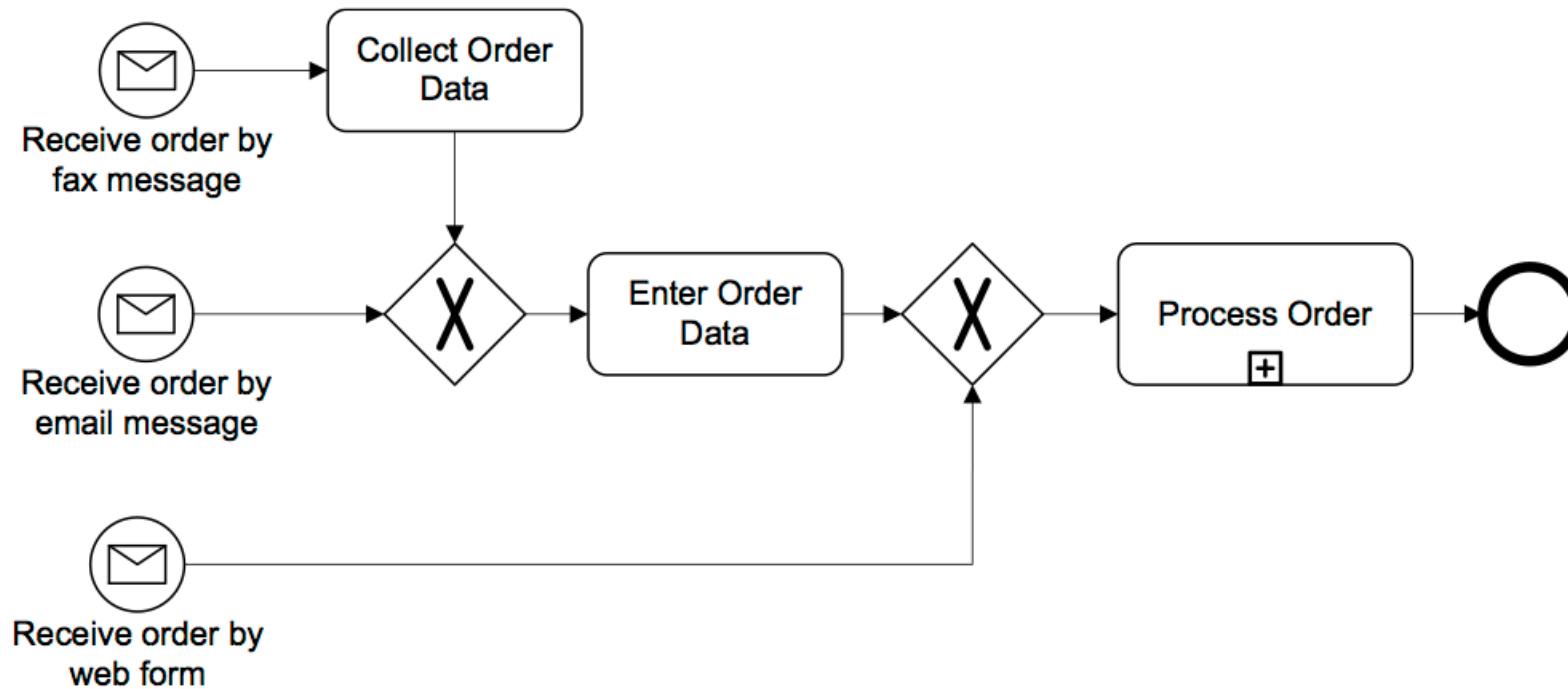 Collect Order
Data
Receive order by
fax message
Enter Order
Data
Process Order
Receive order by
email message
Receive order by
web form